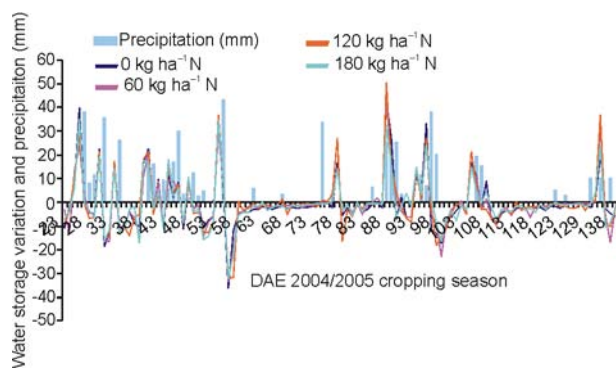 Precipitation (mm)
0 kg ha⁻¹ N
60 kg ha⁻¹ N
120 kg ha⁻¹ N
180 kg ha⁻¹ N
Water storage variation and precipitaiton (mm)
60
50
40
30
20
10
0
-10
-20
-30
-40
-50
23 28 33 38 43 48 53 58 63 68 73 78 83 88 93 98 103 108 113 118 123 129 133 138
DAE 2004/2005 cropping season